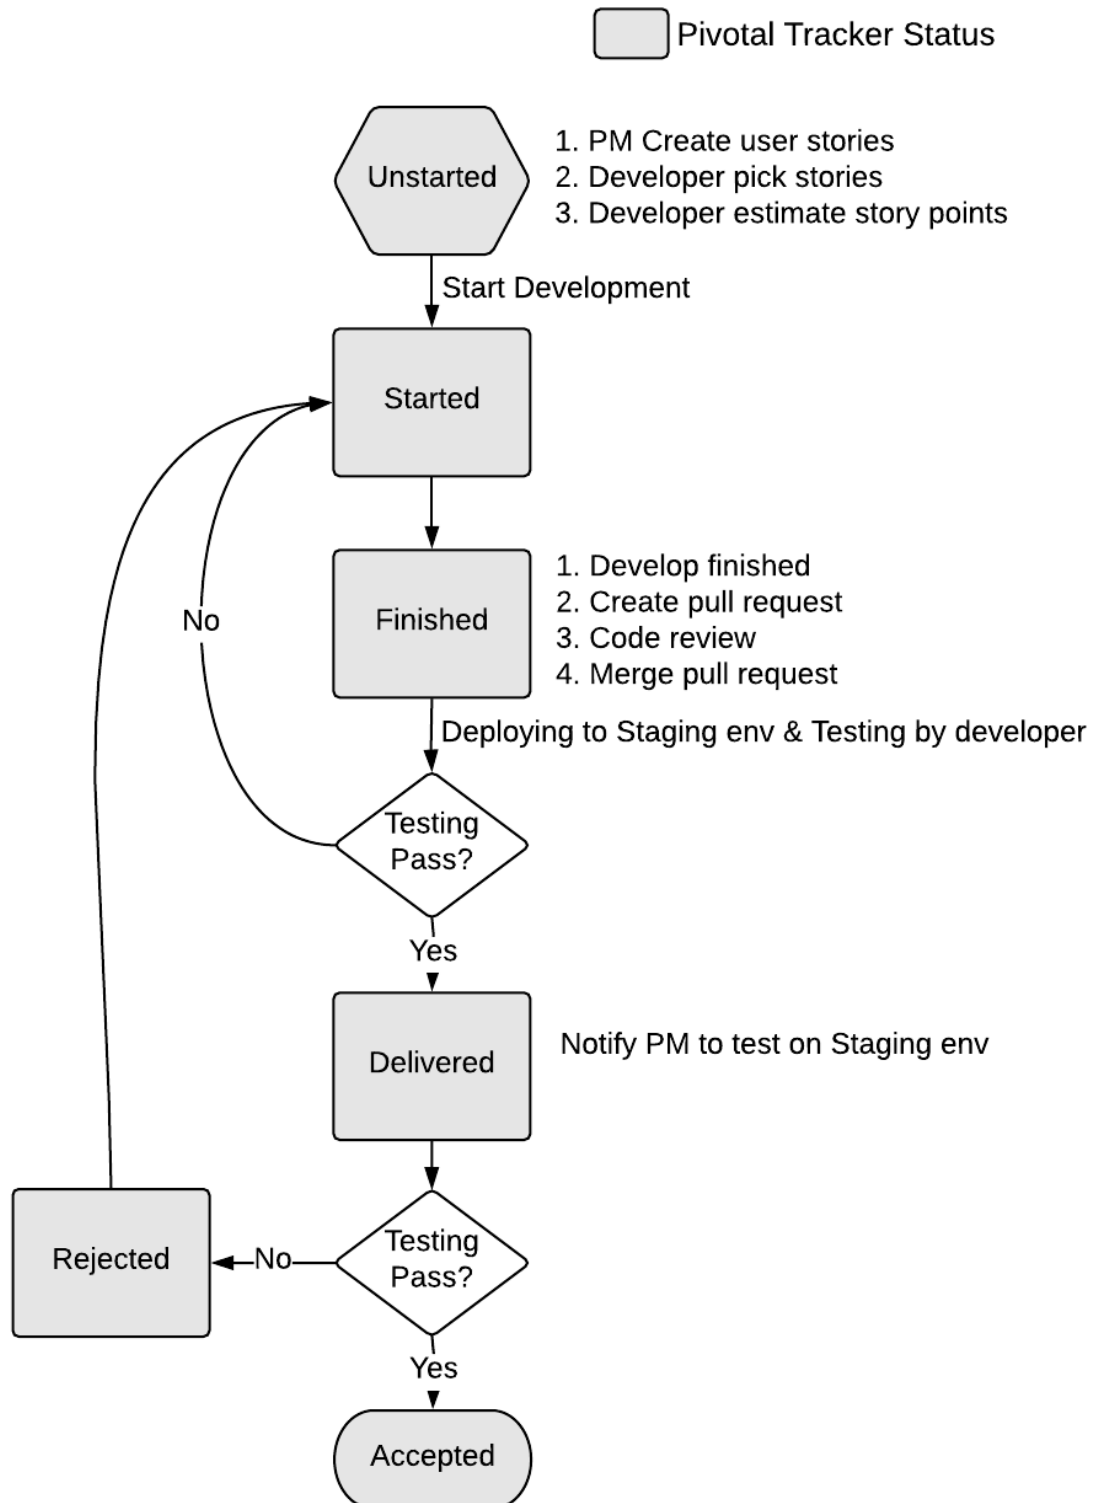 Pivotal Tracker Status
Unstarted
1. PM Create user stories
2. Developer pick stories
3. Developer estimate story points
Start Development
Started
Finished
1. Develop finished
2. Create pull request
3. Code review
4. Merge pull request
No
Deploying to Staging env & Testing by developer
Testing
Pass?
Yes
Delivered
Notify PM to test on Staging env
Testing
Pass?
No
Rejected
Yes
Accepted